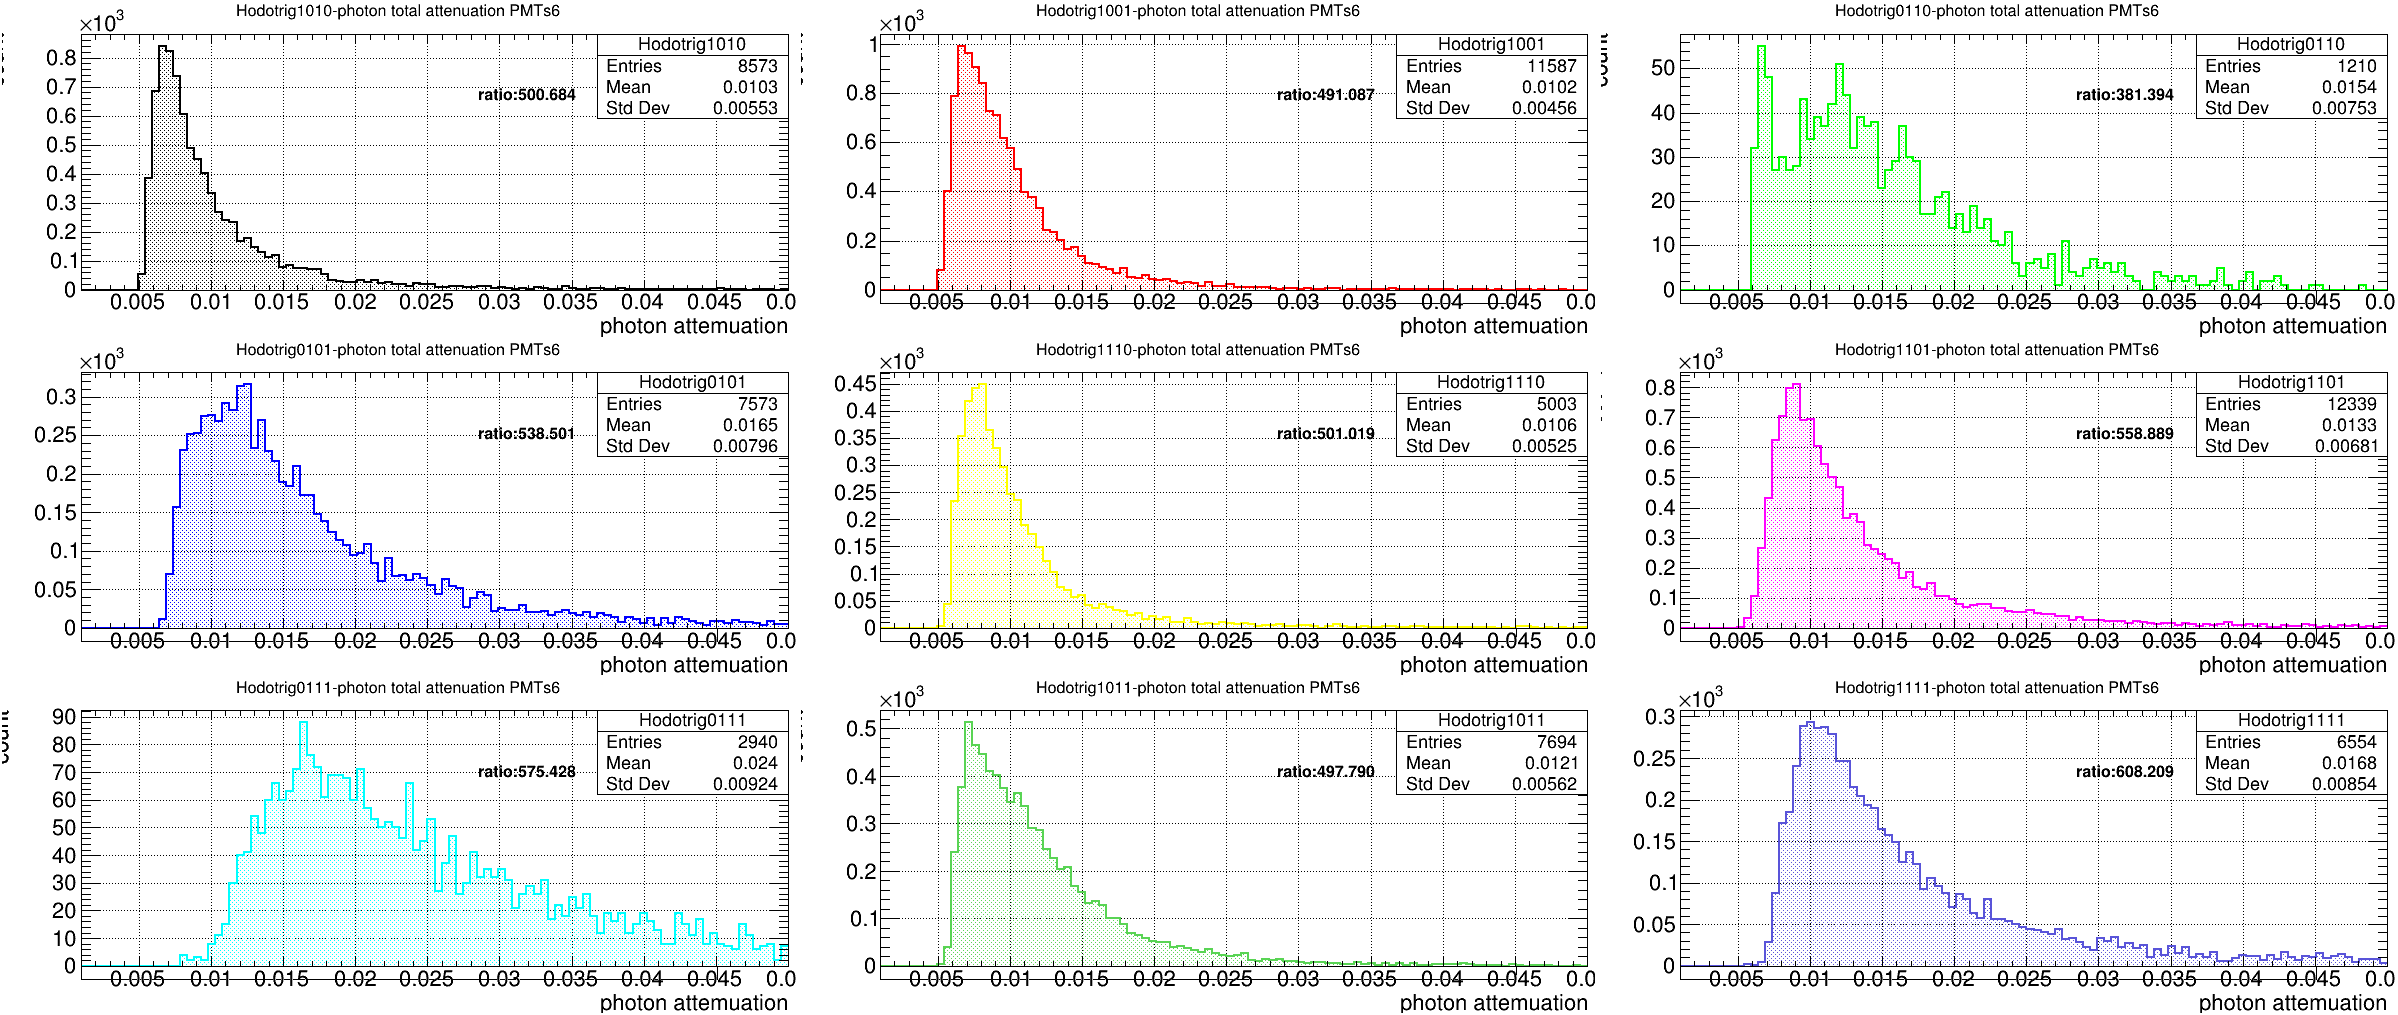 Hodotrig1010-photon total attenuation PMTs6
×10³
Hodotrig1010
Entries 8573
Mean 0.0103
Std Dev 0.00553
ratio:500.684
0.8
0.7
0.6
0.5
0.4
0.3
0.2
0.1
0
0.005 0.01 0.015 0.02 0.025 0.03 0.035 0.04 0.045 0.0
photon attemuation
Hodotrig1001-photon total attenuation PMTs6
×10³
Hodotrig1001
Entries 11587
Mean 0.0102
Std Dev 0.00456
ratio:491.087
1
0.8
0.6
0.4
0.2
0
0.005 0.01 0.015 0.02 0.025 0.03 0.035 0.04 0.045 0.0
photon attemuation
Hodotrig0110-photon total attenuation PMTs6
count
Hodotrig0110
Entries 1210
Mean 0.0154
Std Dev 0.00753
ratio:381.394
50
40
30
20
10
0
0.005 0.01 0.015 0.02 0.025 0.03 0.035 0.04 0.045 0.0
photon attemuation
Hodotrig0101-photon total attenuation PMTs6
×10³
Hodotrig0101
Entries 7573
Mean 0.0165
Std Dev 0.00796
ratio:538.501
0.3
0.25
0.2
0.15
0.1
0.05
0
0.005 0.01 0.015 0.02 0.025 0.03 0.035 0.04 0.045 0.0
photon attemuation
Hodotrig1110-photon total attenuation PMTs6
×10³
Hodotrig1110
Entries 5003
Mean 0.0106
Std Dev 0.00525
ratio:501.019
0.45
0.4
0.35
0.3
0.25
0.2
0.15
0.1
0.05
0
0.005 0.01 0.015 0.02 0.025 0.03 0.035 0.04 0.045 0.0
photon attemuation
Hodotrig1101-photon total attenuation PMTs6
×10³
Hodotrig1101
Entries 12339
Mean 0.0133
Std Dev 0.00681
ratio:558.889
0.8
0.7
0.6
0.5
0.4
0.3
0.2
0.1
0
0.005 0.01 0.015 0.02 0.025 0.03 0.035 0.04 0.045 0.0
photon attemuation
Hodotrig0111-photon total attenuation PMTs6
count
Hodotrig0111
Entries 2940
Mean 0.024
Std Dev 0.00924
ratio:575.428
90
80
70
60
50
40
30
20
10
0
0.005 0.01 0.015 0.02 0.025 0.03 0.035 0.04 0.045 0.0
photon attemuation
Hodotrig1011-photon total attenuation PMTs6
×10³
Hodotrig1011
Entries 7694
Mean 0.0121
Std Dev 0.00562
ratio:497.790
0.5
0.4
0.3
0.2
0.1
0
0.005 0.01 0.015 0.02 0.025 0.03 0.035 0.04 0.045 0.0
photon attemuation
Hodotrig1111-photon total attenuation PMTs6
×10³
Hodotrig1111
Entries 6554
Mean 0.0168
Std Dev 0.00854
ratio:608.209
0.3
0.25
0.2
0.15
0.1
0.05
0
0.005 0.01 0.015 0.02 0.025 0.03 0.035 0.04 0.045 0.0
photon attemuation